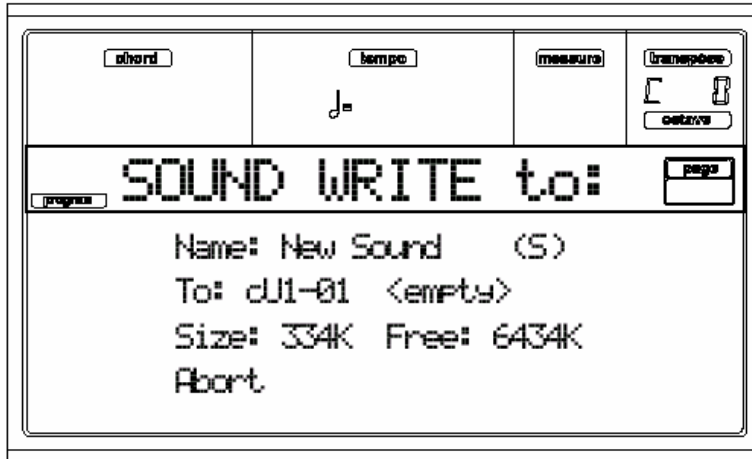 chord tempo measure transpose
♩= C 0
octave
program SOUND WRITE to: page
Name: New Sound (S)
To: dU1-01 <empty>
Size: 334K Free: 6434K
Abort